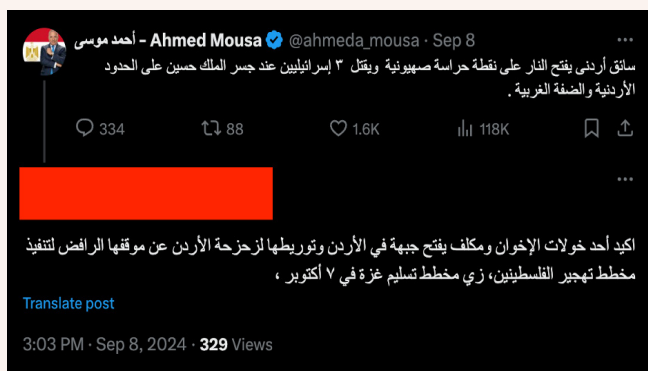 أحمد موسى – Ahmed Mousa @ahmeda_mousa · Sep 8
سائق أردنى يفتح النار على نقطة حراسة صهيونية ويقتل ٣ إسرائيليين عند جسر الملك حسين على الحدود
الأردنية والضفة الغربية .
334 88 1.6K 118K
اكيد أحد خولات الإخوان ومكلف يفتح جبهة في الأردن وتوريطها لزحزحة الأردن عن موقفها الرافض لتنفيذ
مخطط تهجير الفلسطينين، زي مخطط تسليم غزة في ٧ أكتوبر ،
Translate post
3:03 PM · Sep 8, 2024 · 329 Views